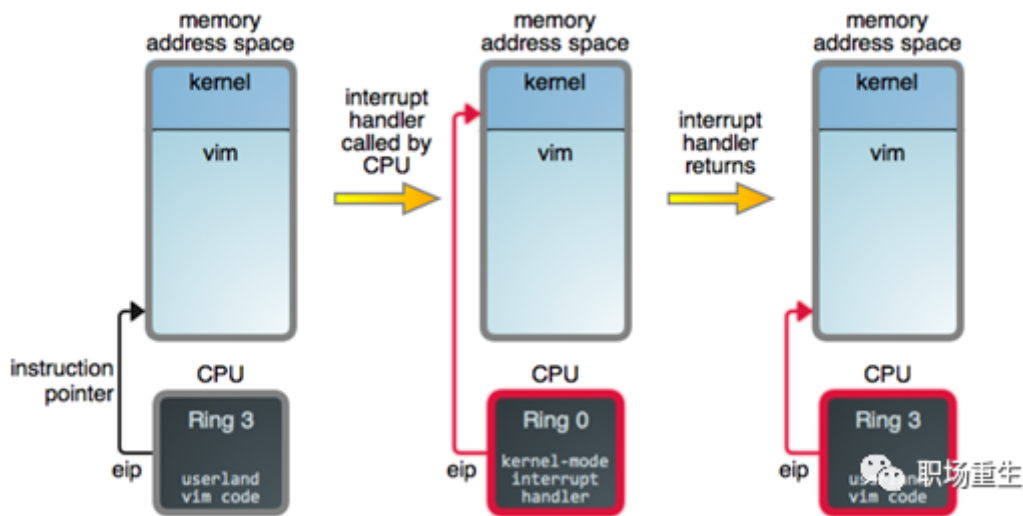 memory
address space
kernel
vim
instruction
pointer
eip
CPU
Ring 3
userland
vim code
interrupt
handler
called by
CPU
memory
address space
kernel
vim
eip
CPU
Ring 0
kernel-mode
interrupt
handler
interrupt
handler
returns
memory
address space
kernel
vim
eip
CPU
Ring 3
vim code
职场重生